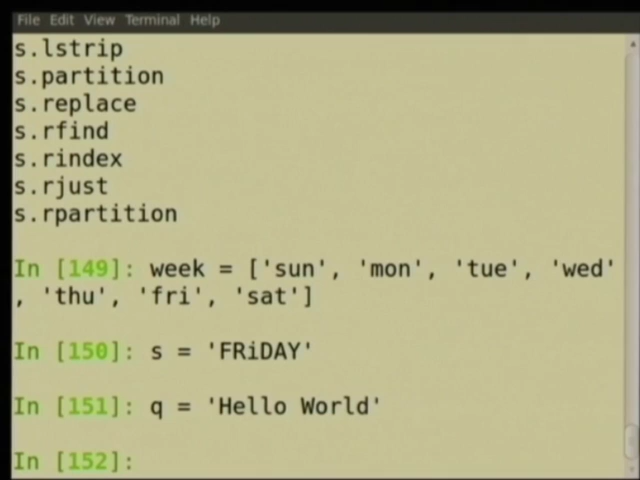 File Edit View Terminal Help
s.lstrip
s.partition
s.replace
s.rfind
s.rindex
s.rjust
s.rpartition
In [149]: week = ['sun', 'mon', 'tue', 'wed'
, 'thu', 'fri', 'sat']
In [150]: s = 'FRiDAY'
In [151]: q = 'Hello World'
In [152]: